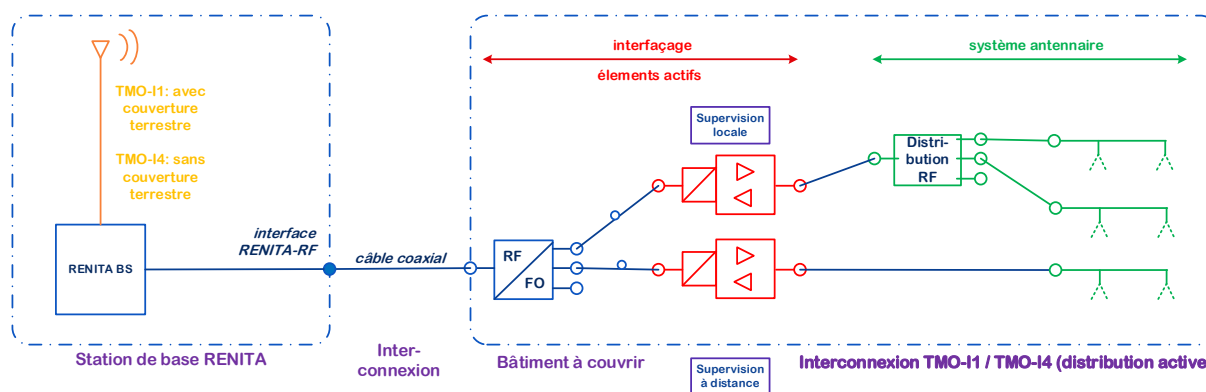 interfaçage
élements actifs
système antennaire
TMO-I1: avec
couverture
terrestre
TMO-I4: sans
couverture
terrestre
Supervision
locale
Distri-
bution
RF
interface
RENITA-RF
câble coaxial
RENITA BS
RF
FO
Station de base RENITA
Inter-
connexion
Bâtiment à couvrir
Supervision
à distance
Interconnexion TMO-I1 / TMO-I4 (distribution active